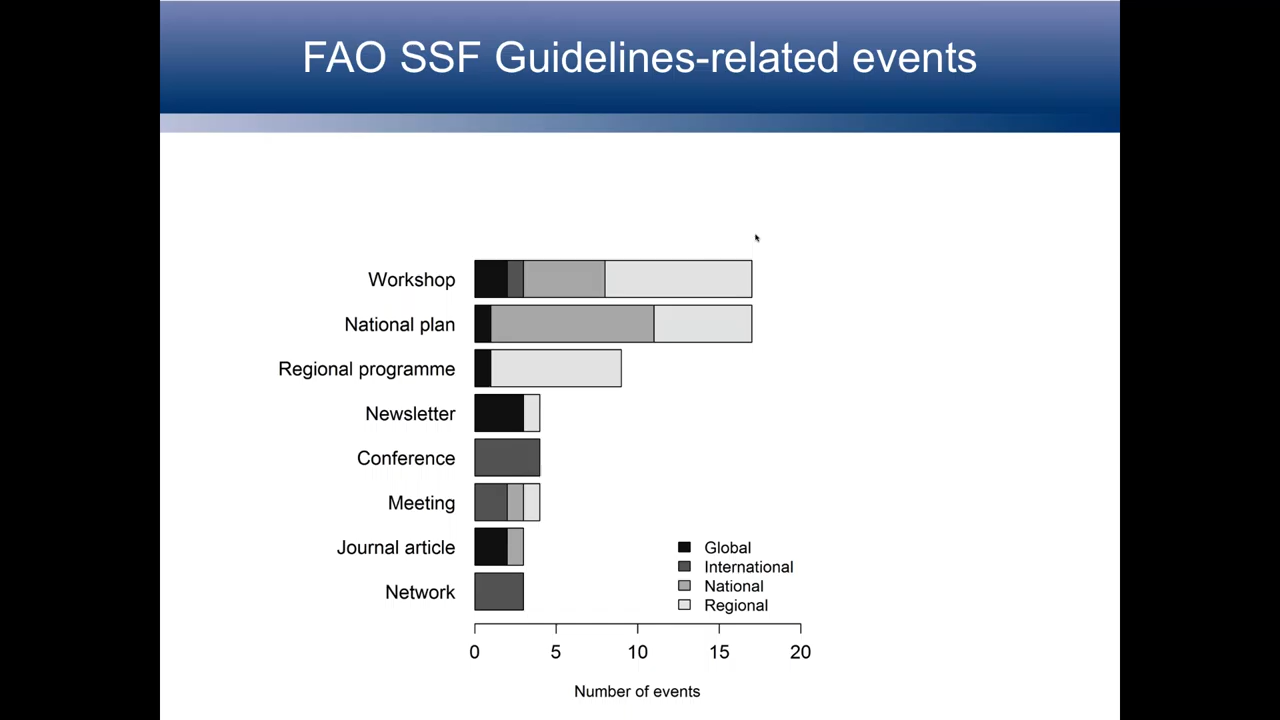 FAO SSF Guidelines-related events
Workshop
National plan
Regional programme
Newsletter
Conference
Meeting
Journal article
Network
Global
International
National
Regional
0 5 10 15 20
Number of events